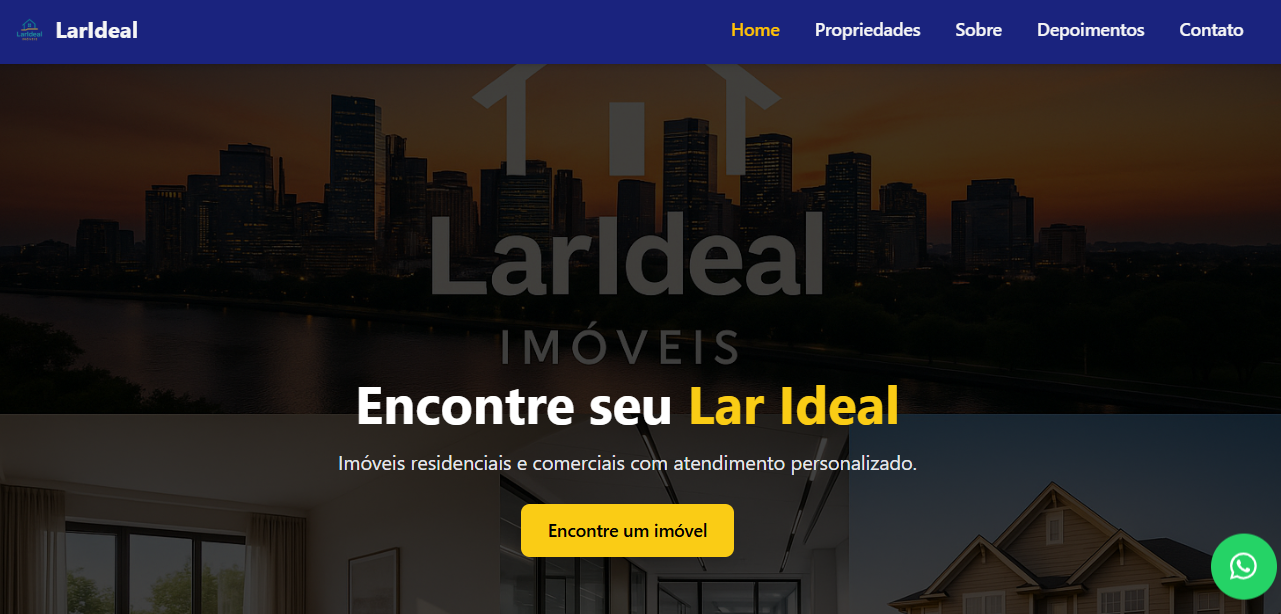 LarIdeal
IMÓVEIS
LarIdeal
Home
Propriedades
Sobre
Depoimentos
Contato
LarIdeal
IMÓVEIS
Encontre seu Lar Ideal
Imóveis residenciais e comerciais com atendimento personalizado.
Encontre um imóvel